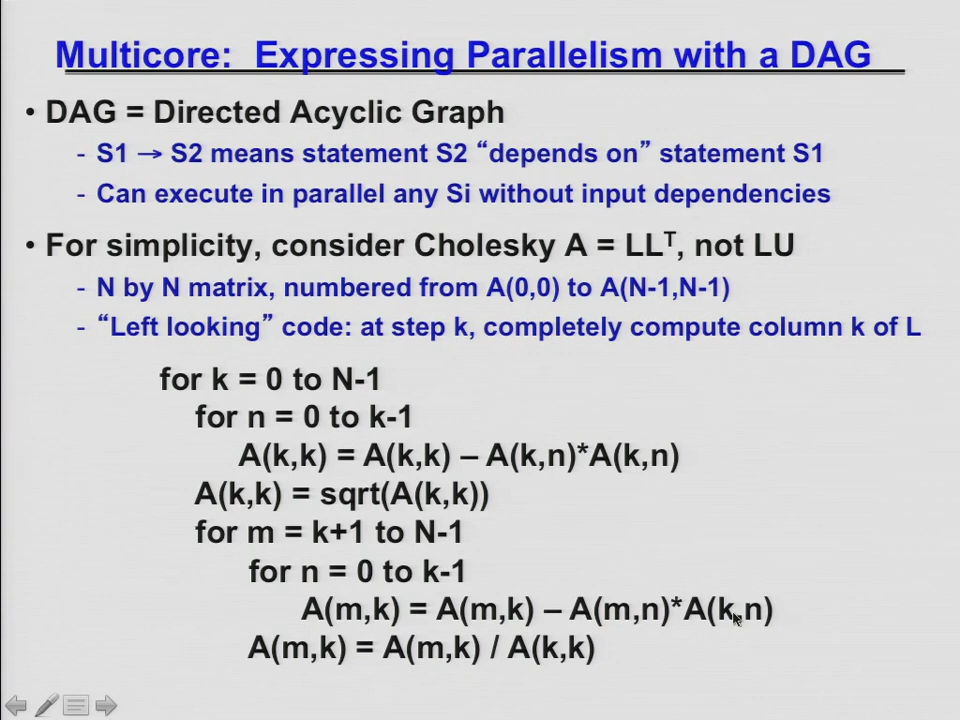 Multicore: Expressing Parallelism with a DAG
• DAG = Directed Acyclic Graph
- S1 → S2 means statement S2 “depends on” statement S1
- Can execute in parallel any Si without input dependencies
• For simplicity, consider Cholesky A = LLᵀ, not LU
- N by N matrix, numbered from A(0,0) to A(N-1,N-1)
- “Left looking” code: at step k, completely compute column k of L
for k = 0 to N-1
for n = 0 to k-1
A(k,k) = A(k,k) – A(k,n)*A(k,n)
A(k,k) = sqrt(A(k,k))
for m = k+1 to N-1
for n = 0 to k-1
A(m,k) = A(m,k) – A(m,n)*A(k,n)
A(m,k) = A(m,k) / A(k,k)